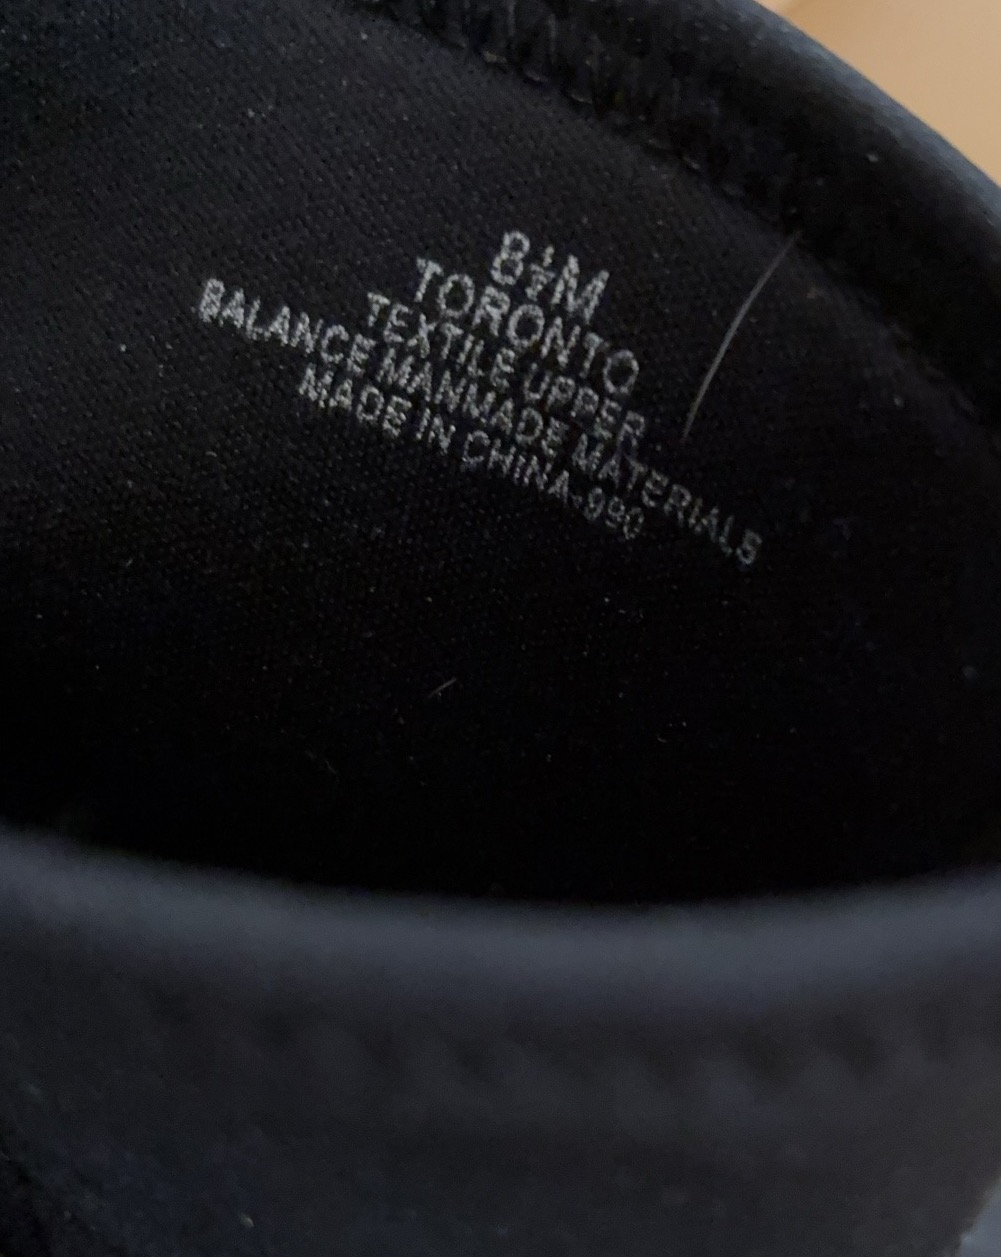 8½M
TORONTO
TEXTILE UPPER
BALANCE MANMADE MATERIALS
MADE IN CHINA-990